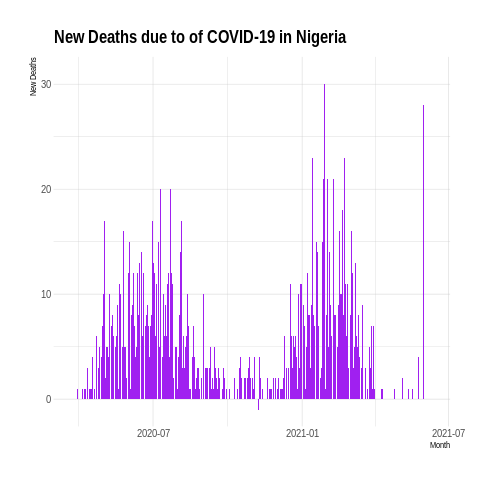 New Deaths due to of COVID-19 in Nigeria
New Deaths
30
20
10
0
2020-07
2021-01
2021-07
Month